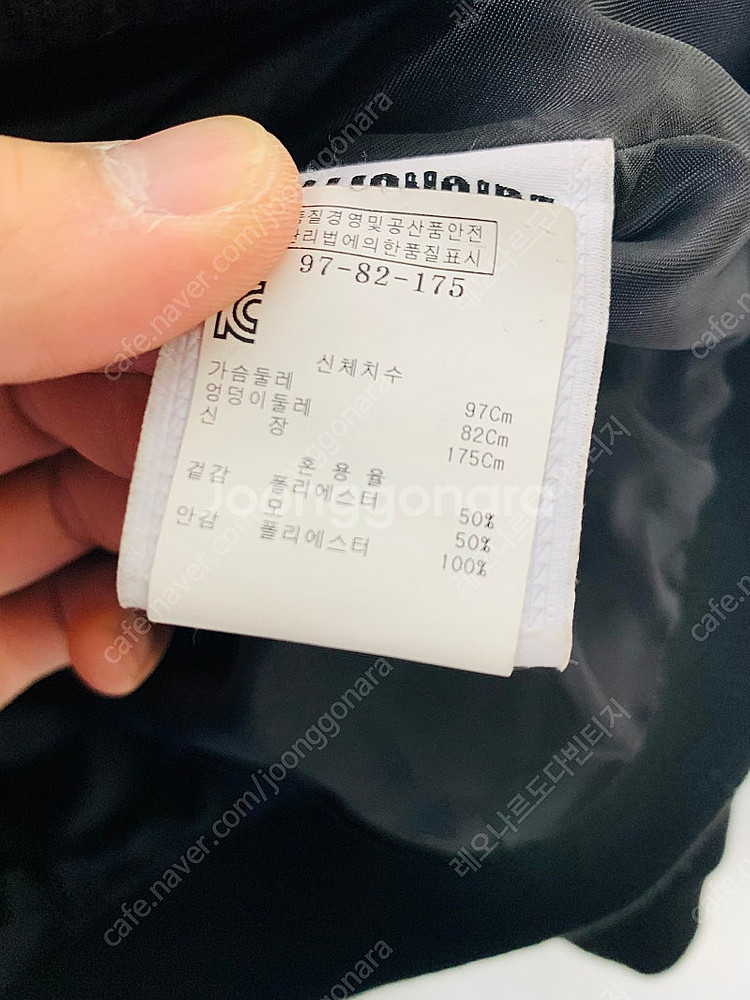 품질경영및공산품안전
관리법에의한품질표시
97-82-175
신체치수
가슴둘레 97Cm
엉덩이둘레 82Cm
신 장 175Cm
혼 용 율
겉감 폴리에스터 50%
모 50%
안감 폴리에스터 100%
Joonggonara
cafe.naver.com/joonggonara
레오나르도다빈티지